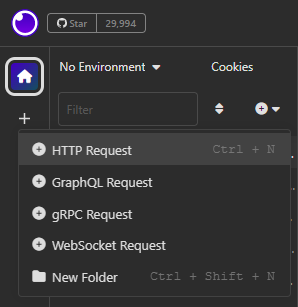 Star 29,994
No Environment Cookies
Filter
HTTP Request Ctrl + N
GraphQL Request
gRPC Request
WebSocket Request
New Folder Ctrl + Shift + N